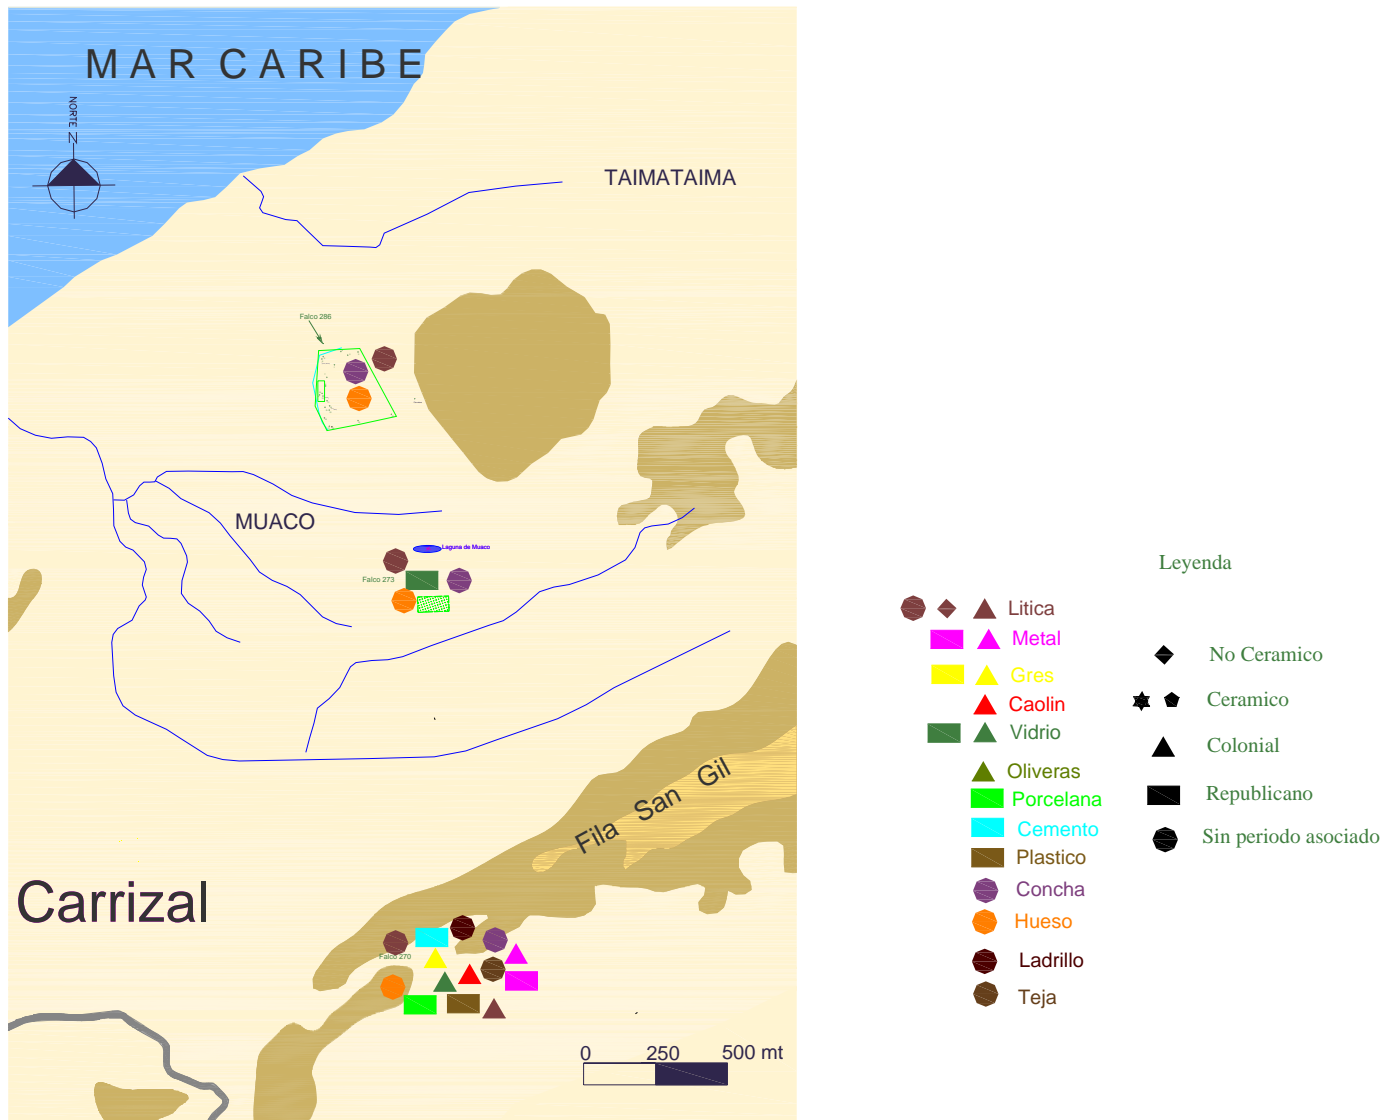 MAR CARIBE
NORTE
N
TAIMATAIMA
Falco 286
MUACO
Laguna de Muaco
Falco 273
Fila San Gil
Carrizal
Falco 270
0 250 500 mt
Leyenda
Litica
Metal
Gres
Caolin
Vidrio
Oliveras
Porcelana
Cemento
Plastico
Concha
Hueso
Ladrillo
Teja
No Ceramico
Ceramico
Colonial
Republicano
Sin periodo asociado